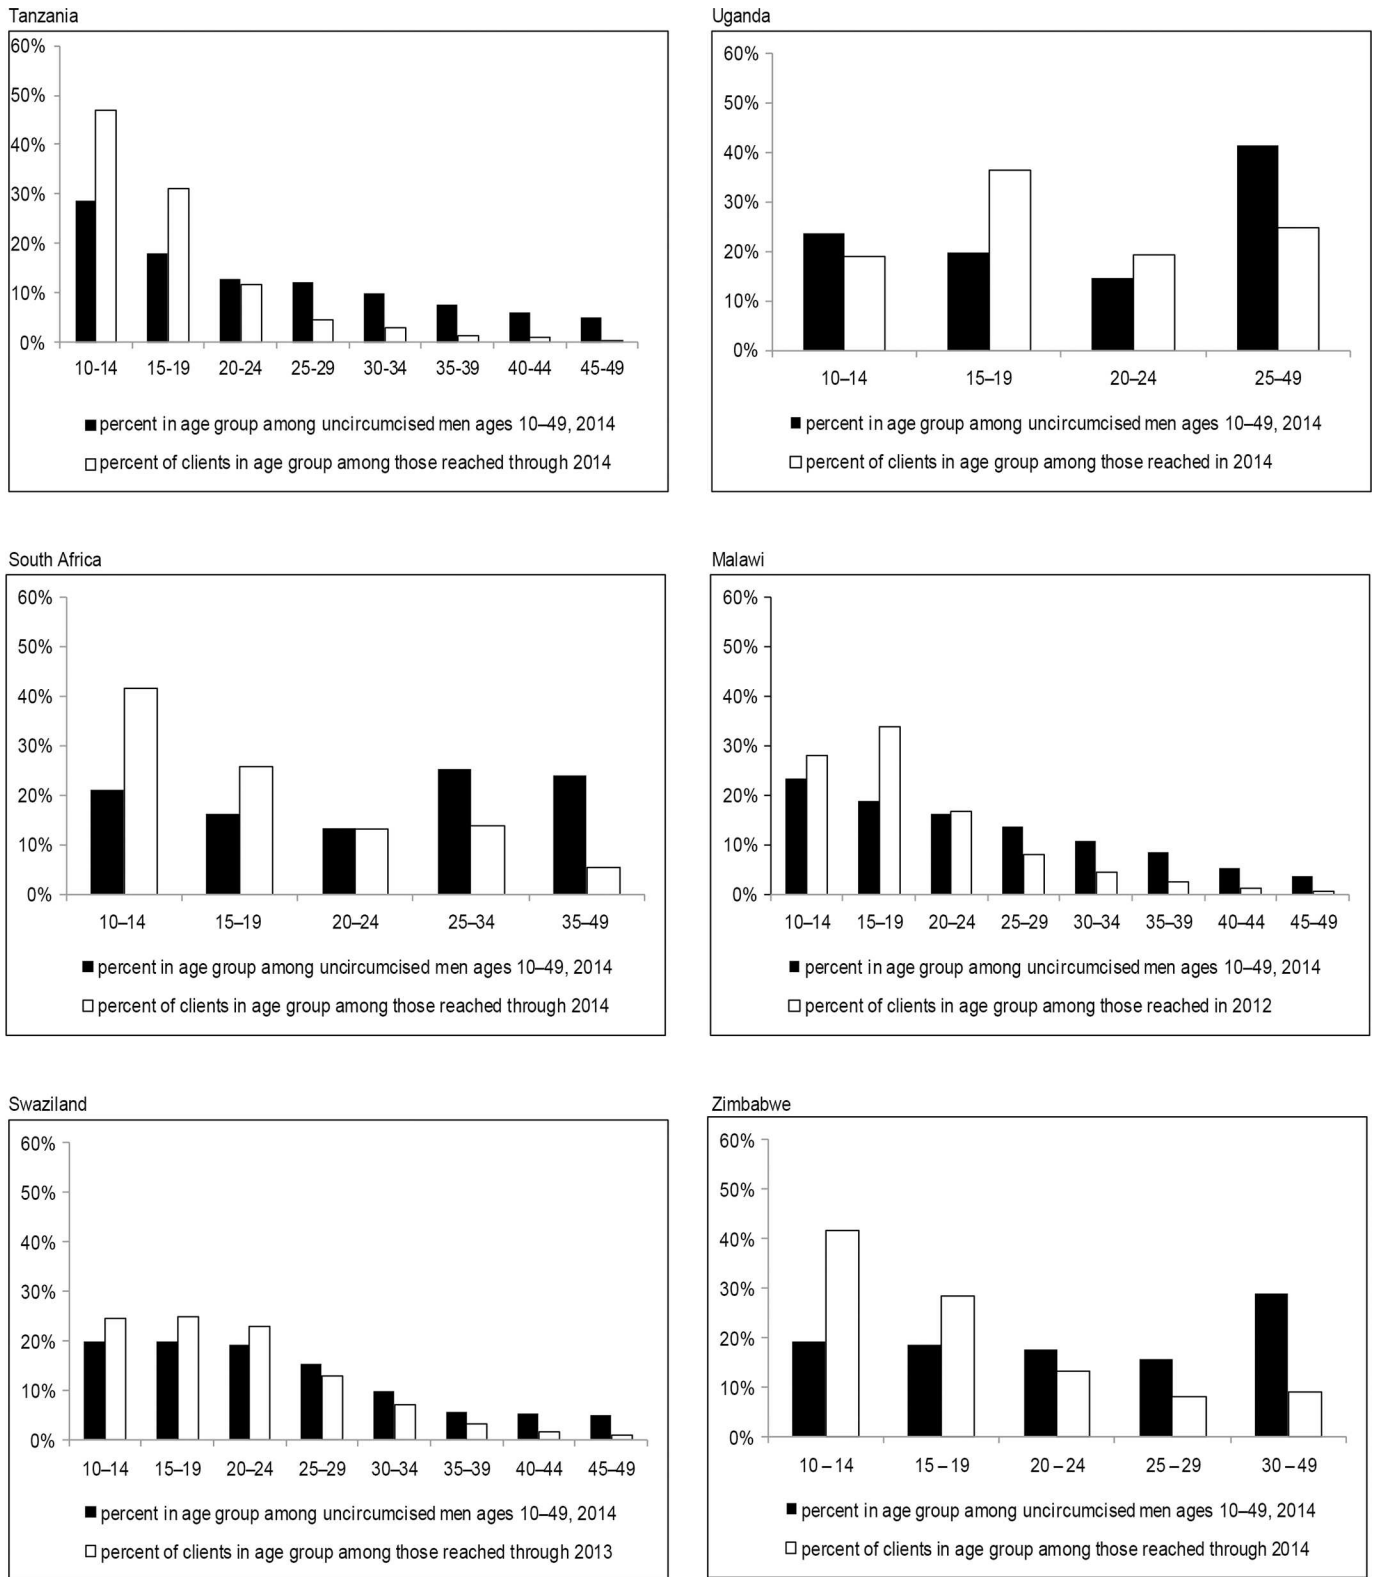 Tanzania
60%
50%
40%
30%
20%
10%
0%
10-14 15-19 20-24 25-29 30-34 35-39 40-44 45-49
percent in age group among uncircumcised men ages 10–49, 2014
percent of clients in age group among those reached through 2014
Uganda
60%
50%
40%
30%
20%
10%
0%
10–14 15–19 20–24 25–49
percent in age group among uncircumcised men ages 10–49, 2014
percent of clients in age group among those reached in 2014
South Africa
60%
50%
40%
30%
20%
10%
0%
10–14 15–19 20–24 25–34 35–49
percent in age group among uncircumcised men ages 10–49, 2014
percent of clients in age group among those reached through 2014
Malawi
60%
50%
40%
30%
20%
10%
0%
10–14 15–19 20–24 25–29 30–34 35–39 40–44 45–49
percent in age group among uncircumcised men ages 10–49, 2014
percent of clients in age group among those reached in 2012
Swaziland
60%
50%
40%
30%
20%
10%
0%
10–14 15–19 20–24 25–29 30–34 35–39 40–44 45–49
percent in age group among uncircumcised men ages 10–49, 2014
percent of clients in age group among those reached through 2013
Zimbabwe
60%
50%
40%
30%
20%
10%
0%
10 – 14 15 – 19 20 – 24 25 – 29 30 – 49
percent in age group among uncircumcised men ages 10–49, 2014
percent of clients in age group among those reached through 2014